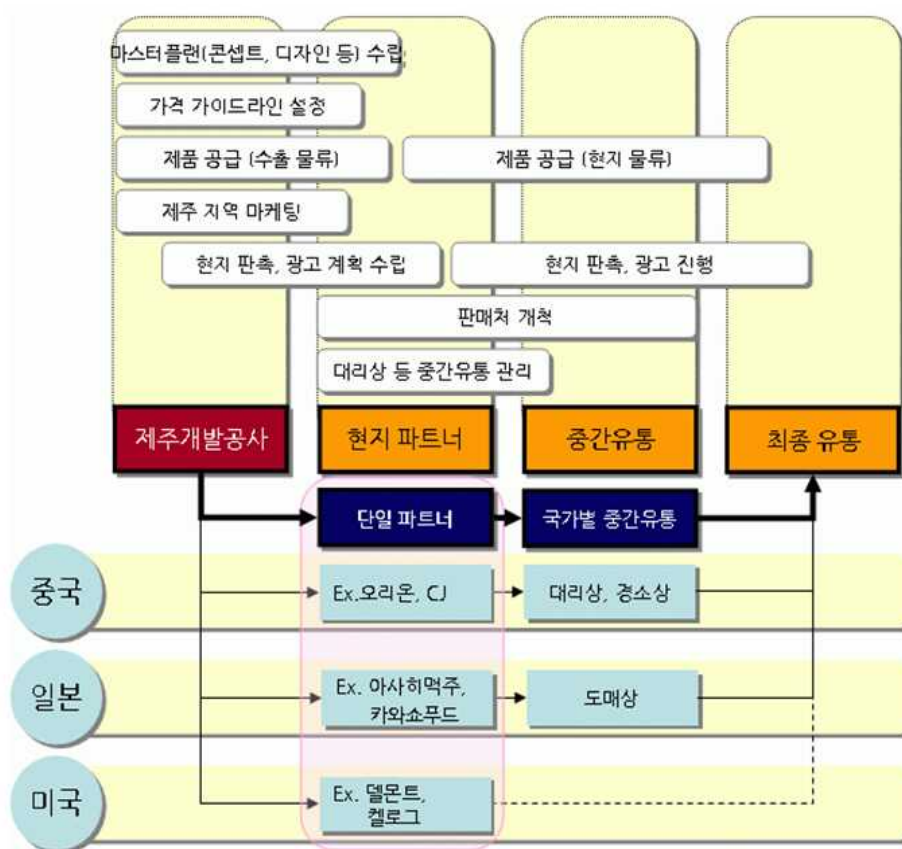 마스터플랜(콘셉트, 디자인 등) 수립
가격 가이드라인 설정
제품 공급 (수출 물류)
제품 공급 (현지 물류)
제주 지역 마케팅
현지 판촉, 광고 계획 수립
현지 판촉, 광고 진행
판매처 개척
대리상 등 중간유통 관리
제주개발공사
현지 파트너
중간유통
최종 유통
단일 파트너
국가별 중간유통
중국
Ex.오리온, CJ
대리상, 경소상
일본
Ex. 아사히맥주,
카와쇼푸드
도매상
미국
Ex. 델몬트,
켈로그